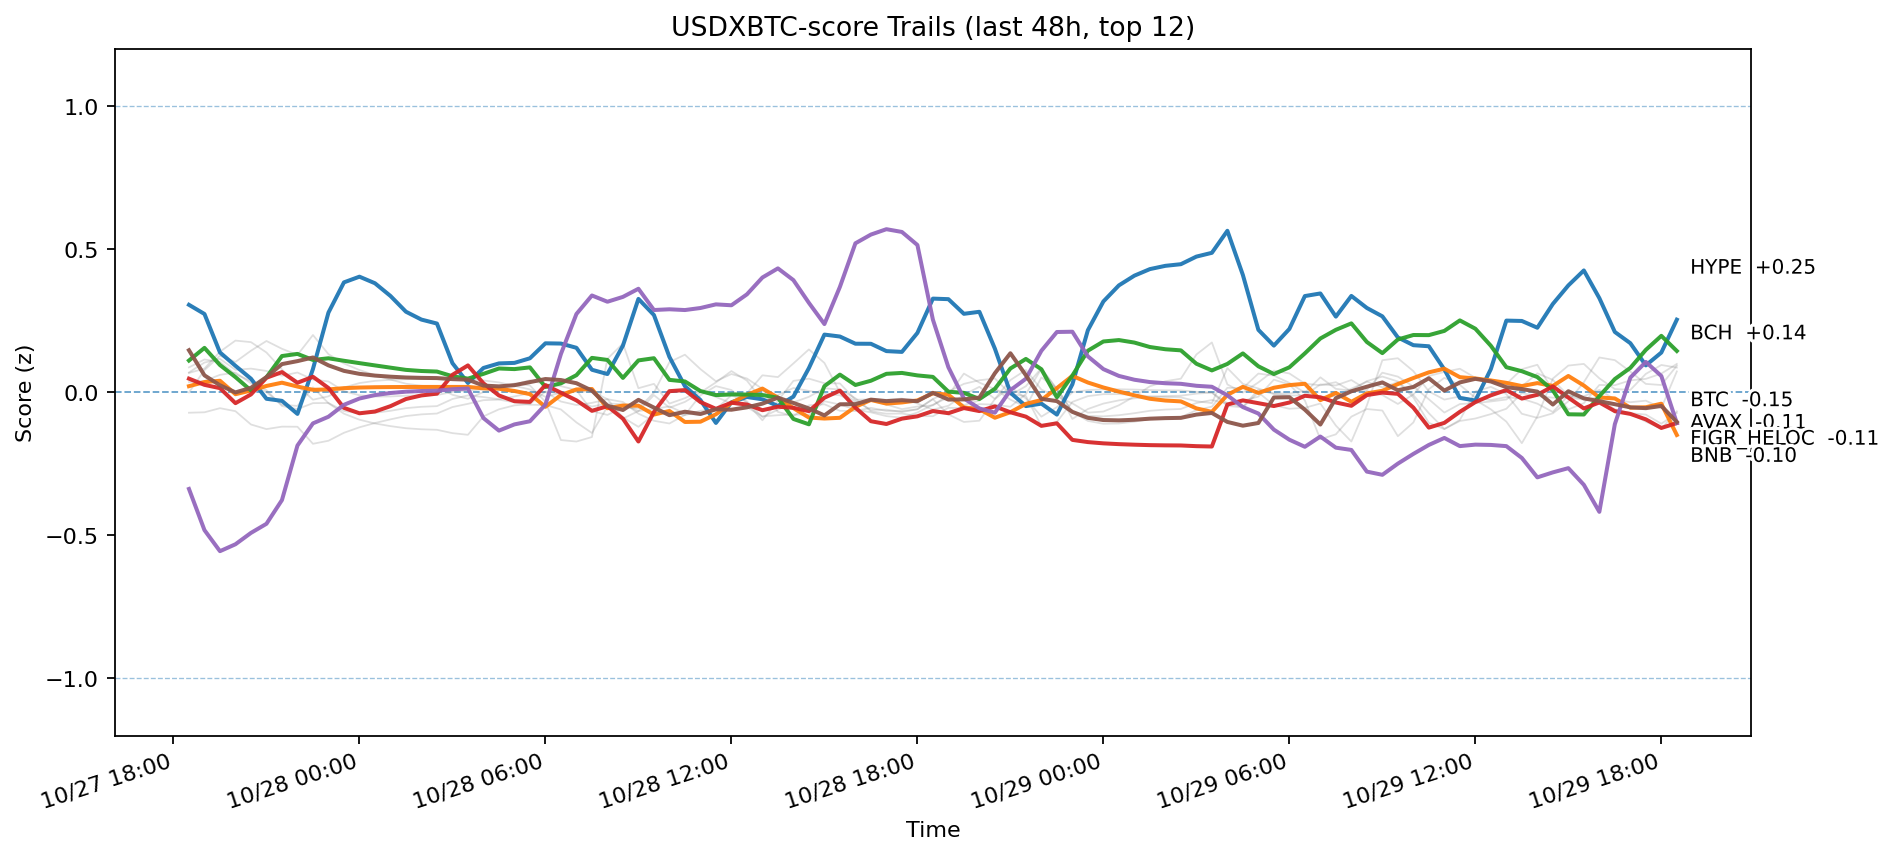 USDXBTC-score Trails (last 48h, top 12)
Score (z)
1.0
0.5
0.0
−0.5
−1.0
HYPE +0.25
BCH +0.14
BTC -0.15
AVAX -0.11
FIGR_HELOC -0.11
BNB -0.10
10/27 18:00
10/28 00:00
10/28 06:00
10/28 12:00
10/28 18:00
10/29 00:00
10/29 06:00
10/29 12:00
10/29 18:00
Time